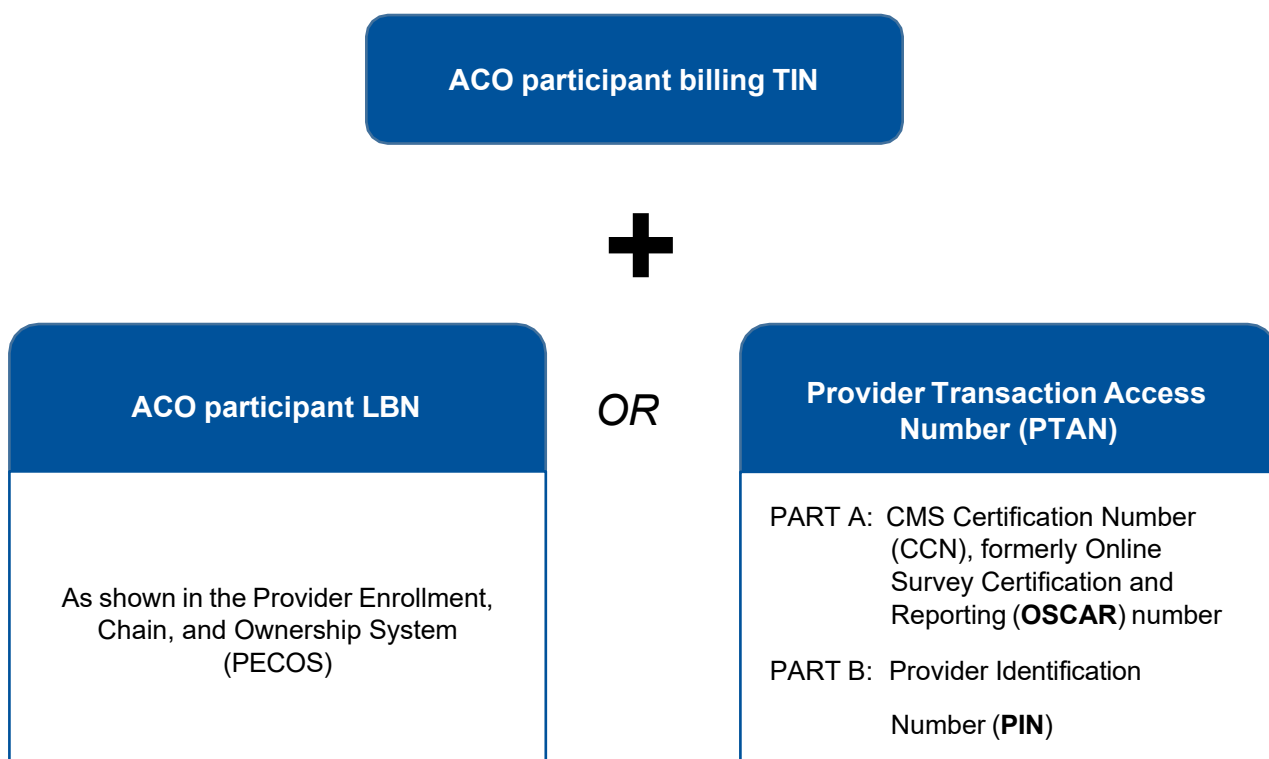 ACO participant billing TIN
+
ACO participant LBN
As shown in the Provider Enrollment,
Chain, and Ownership System
(PECOS)
OR
Provider Transaction Access
Number (PTAN)
PART A: CMS Certification Number
(CCN), formerly Online
Survey Certification and
Reporting (OSCAR) number
PART B: Provider Identification
Number (PIN)